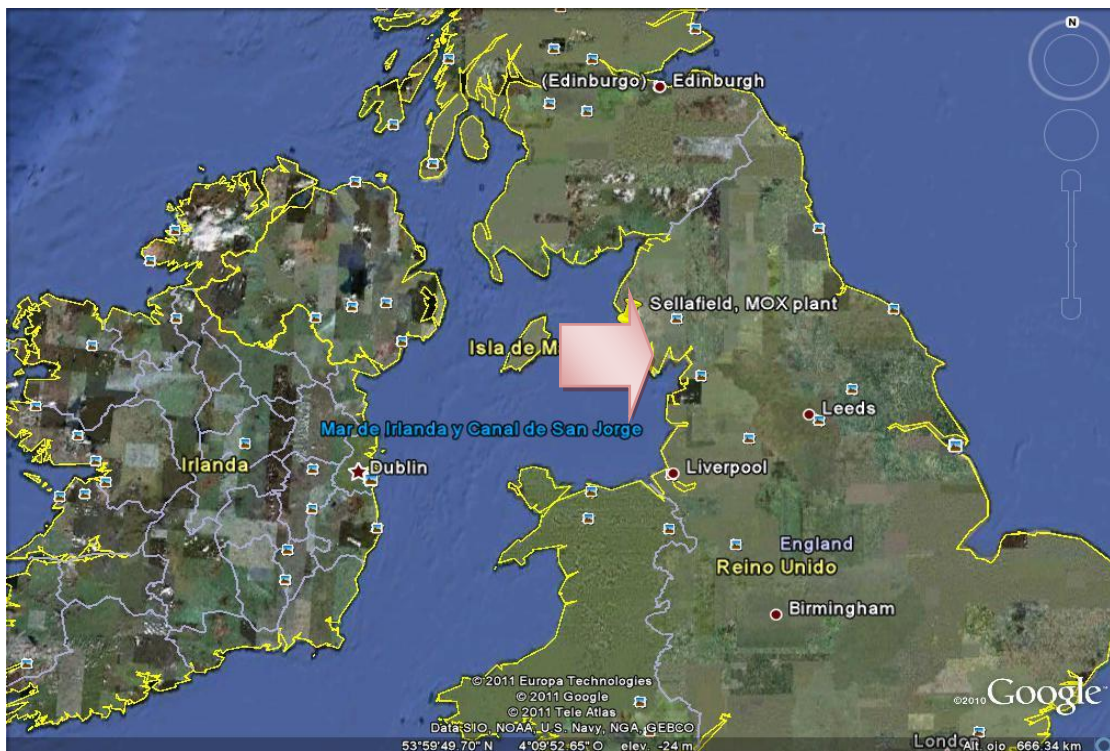 N
(Edinburgo)
Edinburgh
Sellafield, MOX plant
Isla de M
Leeds
Mar de Irlanda y Canal de San Jorge
Irlanda
Dublin
Liverpool
England
Reino Unido
Birmingham
© 2011 Europa Technologies
© 2011 Google
© 2011 Tele Atlas
Data SIO, NOAA, U.S. Navy, NGA, GEBCO
©2010 Google
London
53°59'49.70" N 4°09'52.65" O elev. -24 m
Alt. ojo 666.34 km